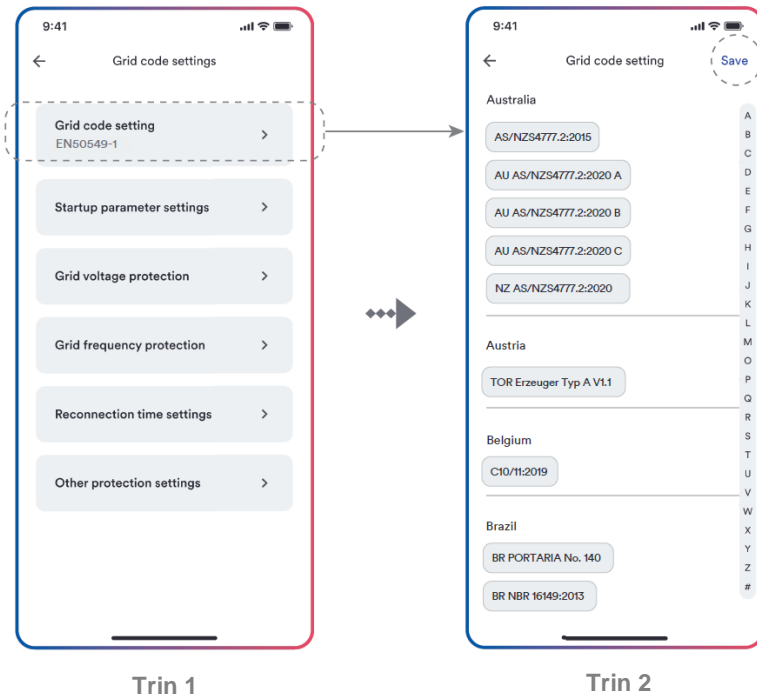 9:41
Grid code settings
Grid code setting
EN50549-1
Startup parameter settings
Grid voltage protection
Grid frequency protection
Reconnection time settings
Other protection settings
Trin 1
9:41
Grid code setting
Save
Australia
AS/NZS4777.2:2015
AU AS/NZS4777.2:2020 A
AU AS/NZS4777.2:2020 B
AU AS/NZS4777.2:2020 C
NZ AS/NZS4777.2:2020
Austria
TOR Erzeuger Typ A V1.1
Belgium
C10/11:2019
Brazil
BR PORTARIA No. 140
BR NBR 16149:2013
A
B
C
D
E
F
G
H
I
J
K
L
M
O
P
Q
R
S
T
U
V
W
X
Y
Z
#
Trin 2